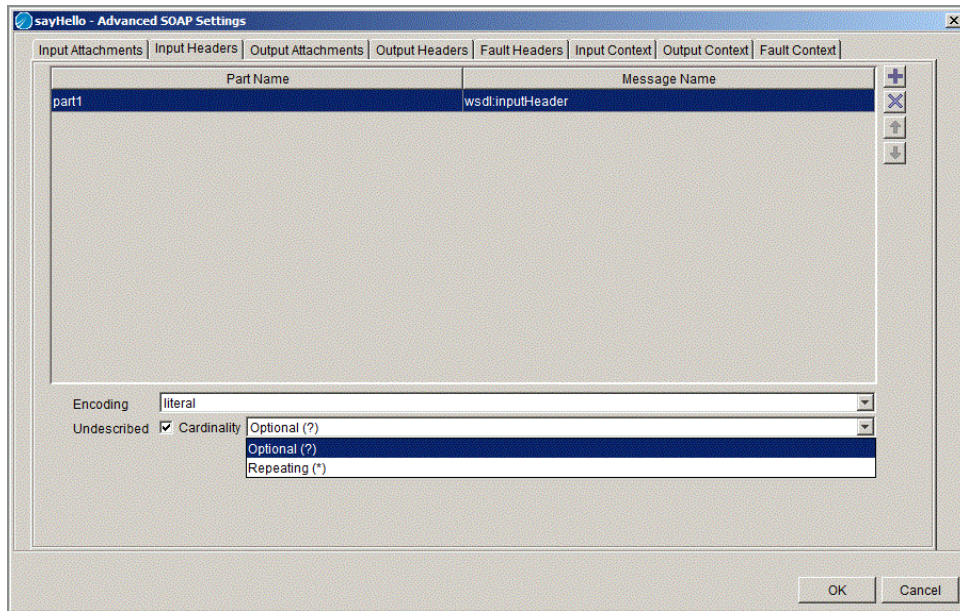 sayHello - Advanced SOAP Settings
Input Attachments Input Headers Output Attachments Output Headers Fault Headers Input Context Output Context Fault Context
Part Name Message Name
part1 wsdl:inputHeader
Encoding literal
Undescribed Cardinality Optional (?)
Optional (?)
Repeating (*)
OK Cancel